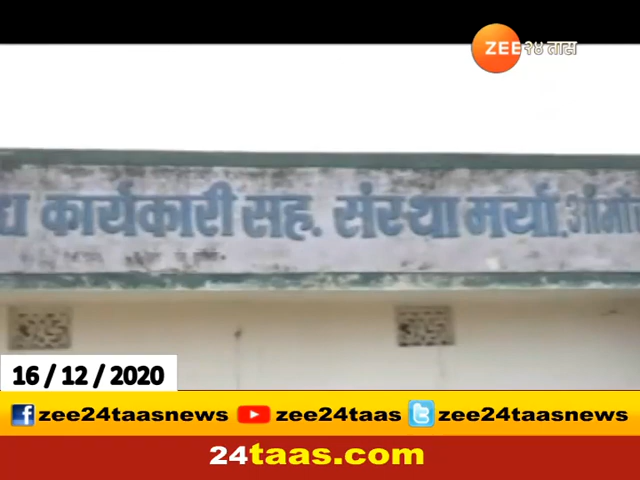 ZEE २४ तास
द्य कार्यकारी सह. संस्था मर्या.
16 / 12 / 2020
zee24taasnews zee24taas zee24taasnews
24taas.com